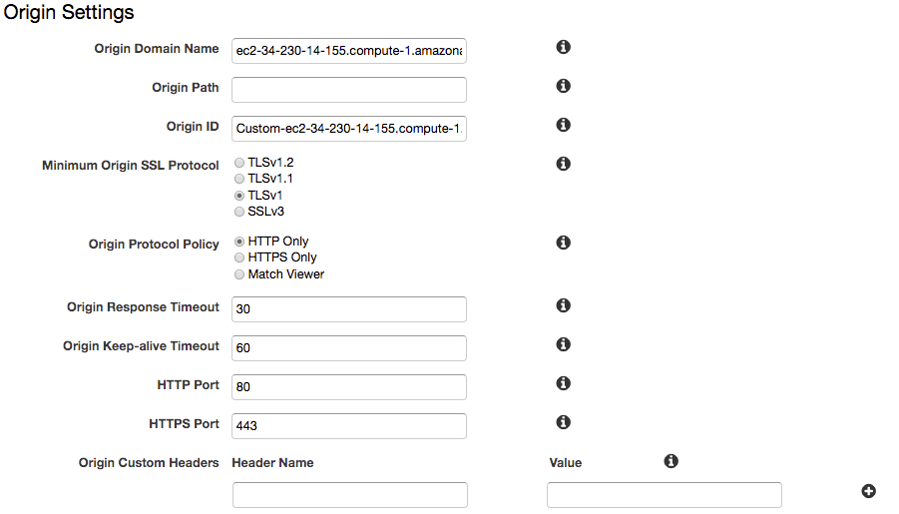 Origin Settings
Origin Domain Name ec2-34-230-14-155.compute-1.amazona
Origin Path
Origin ID Custom-ec2-34-230-14-155.compute-1.
Minimum Origin SSL Protocol TLSv1.2
TLSv1.1
TLSv1
SSLv3
Origin Protocol Policy HTTP Only
HTTPS Only
Match Viewer
Origin Response Timeout 30
Origin Keep-alive Timeout 60
HTTP Port 80
HTTPS Port 443
Origin Custom Headers Header Name Value